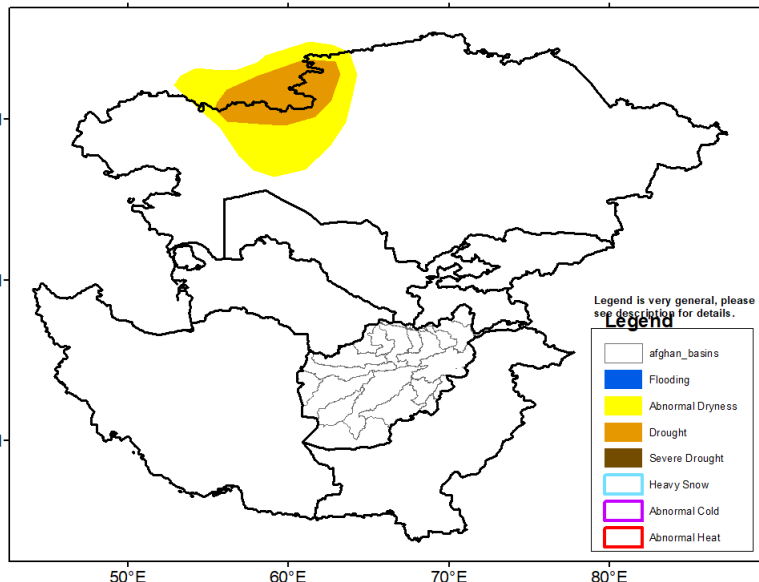 Legend is very general, please
see description for details.
Legend
afghan_basins
Flooding
Abnormal Dryness
Drought
Severe Drought
Heavy Snow
Abnormal Cold
Abnormal Heat
50°E
60°E
70°E
80°E